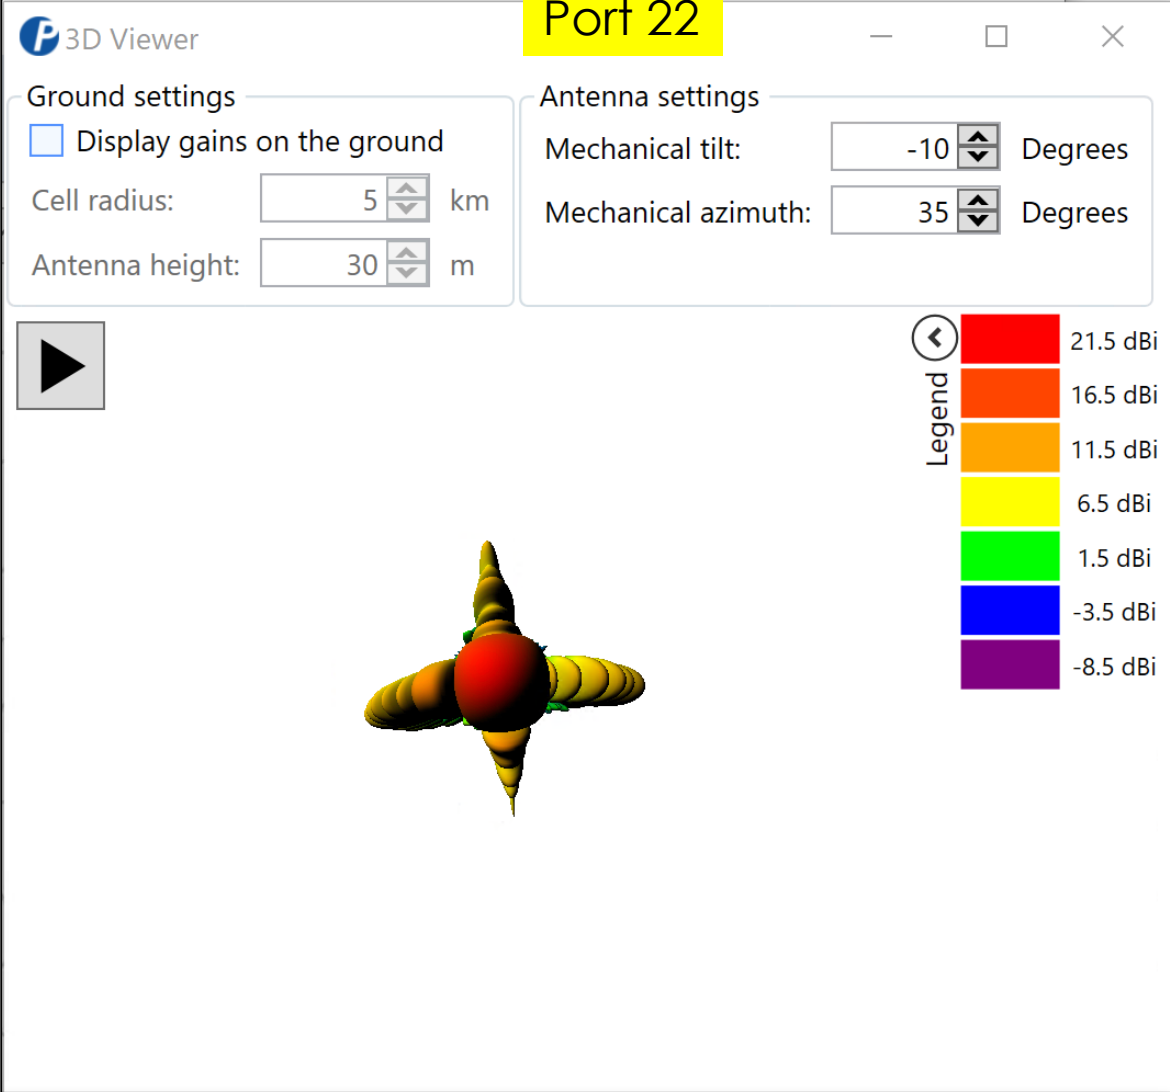 Port 22
3D Viewer
Ground settings
Display gains on the ground
Cell radius: 5 km
Antenna height: 30 m
Antenna settings
Mechanical tilt: -10 Degrees
Mechanical azimuth: 35 Degrees
Legend
21.5 dBi
16.5 dBi
11.5 dBi
6.5 dBi
1.5 dBi
-3.5 dBi
-8.5 dBi